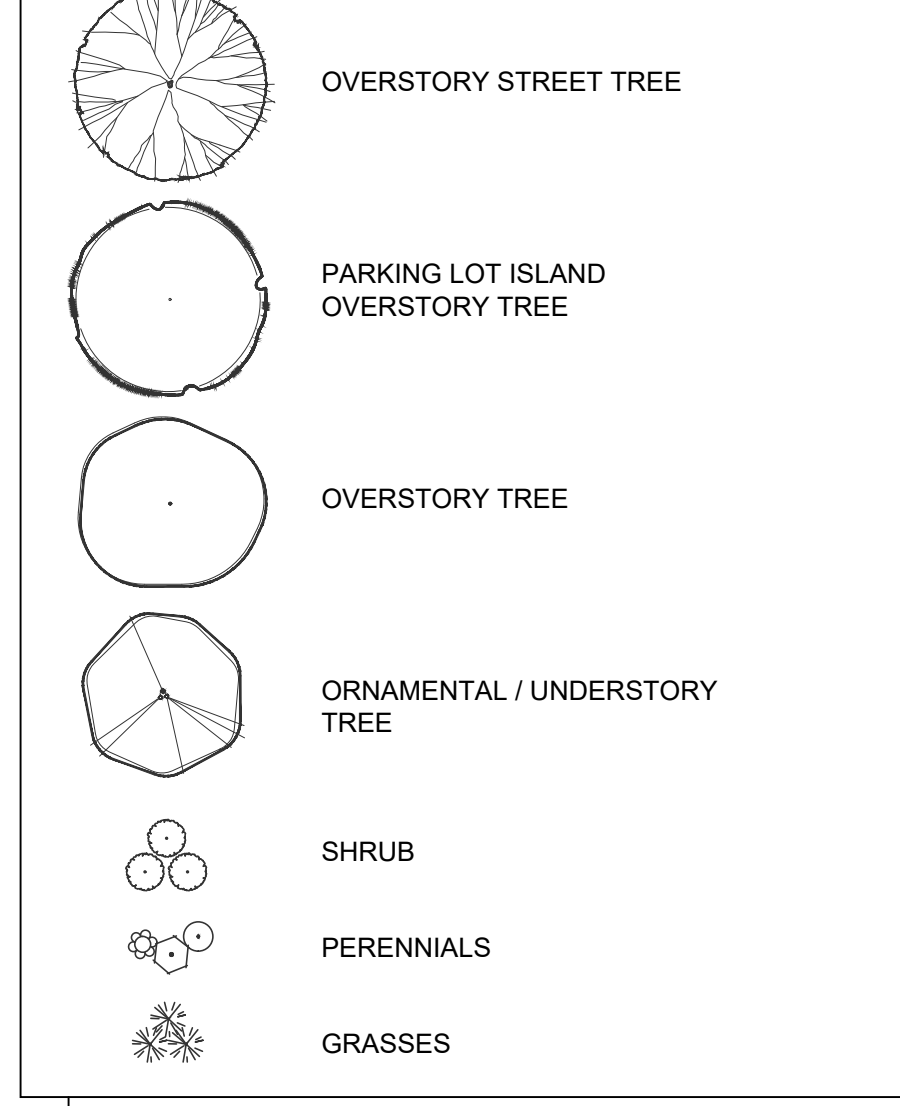 OVERSTORY STREET TREE
PARKING LOT ISLAND
OVERSTORY TREE
OVERSTORY TREE
ORNAMENTAL / UNDERSTORY
TREE
SHRUB
PERENNIALS
GRASSES